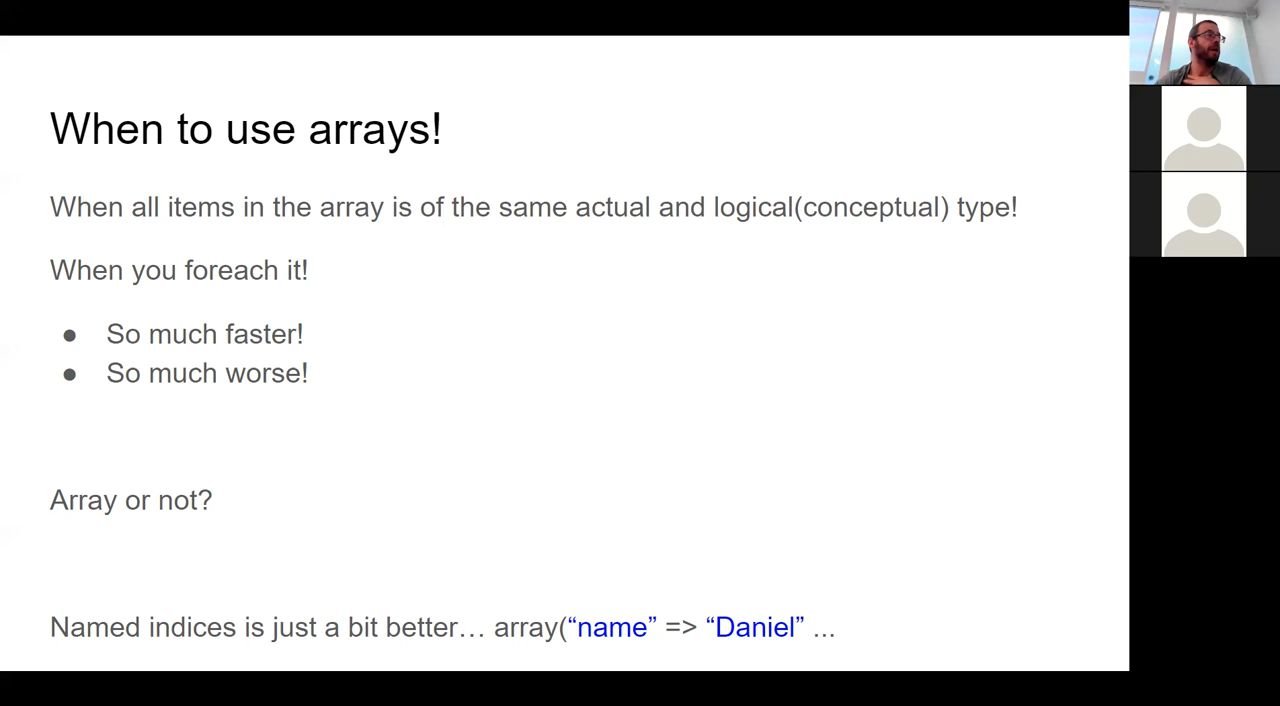 When to use arrays!
When all items in the array is of the same actual and logical(conceptual) type!
When you foreach it!
● So much faster!
● So much worse!
Array or not?
Named indices is just a bit better… array(“name” => “Daniel” ...